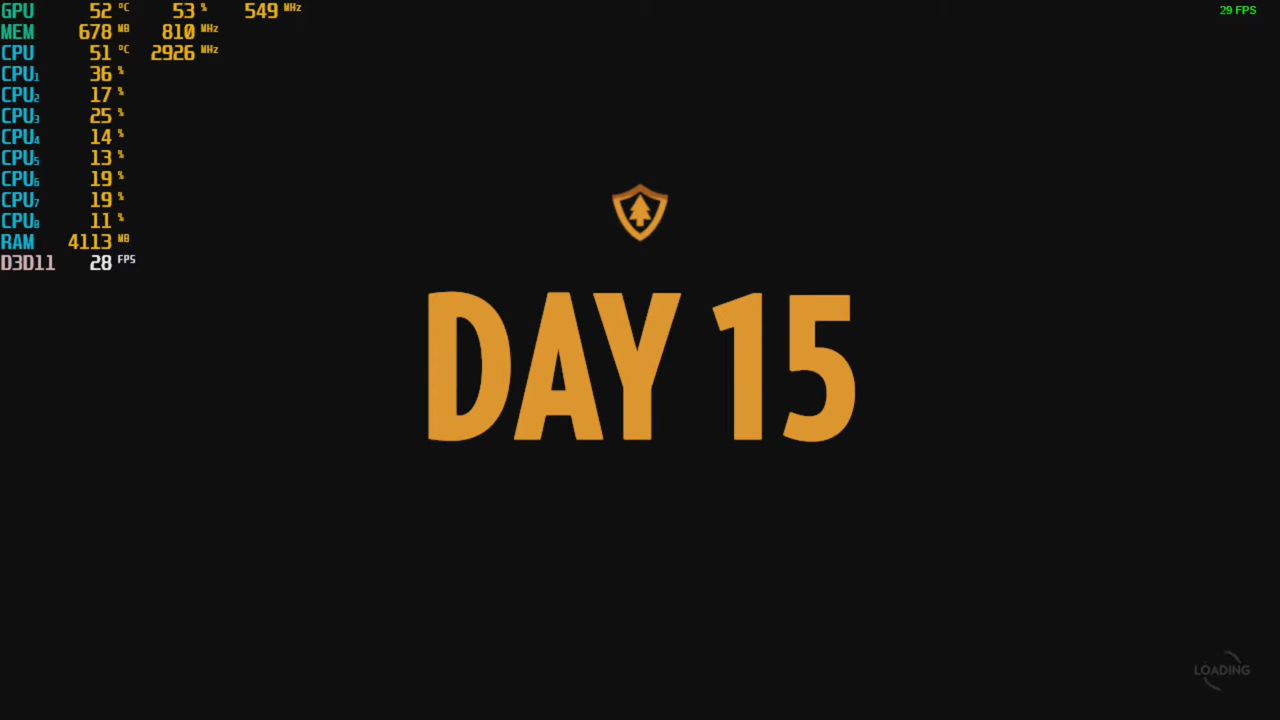 GPU 52 °C 53 % 549 MHz
MEM 678 MB 810 MHz
CPU 51 °C 2926 MHz
CPU1 36 %
CPU2 17 %
CPU3 25 %
CPU4 14 %
CPU5 13 %
CPU6 19 %
CPU7 19 %
CPU8 11 %
RAM 4113 MB
D3D11 28 FPS
29 FPS
DAY 15
LOADING